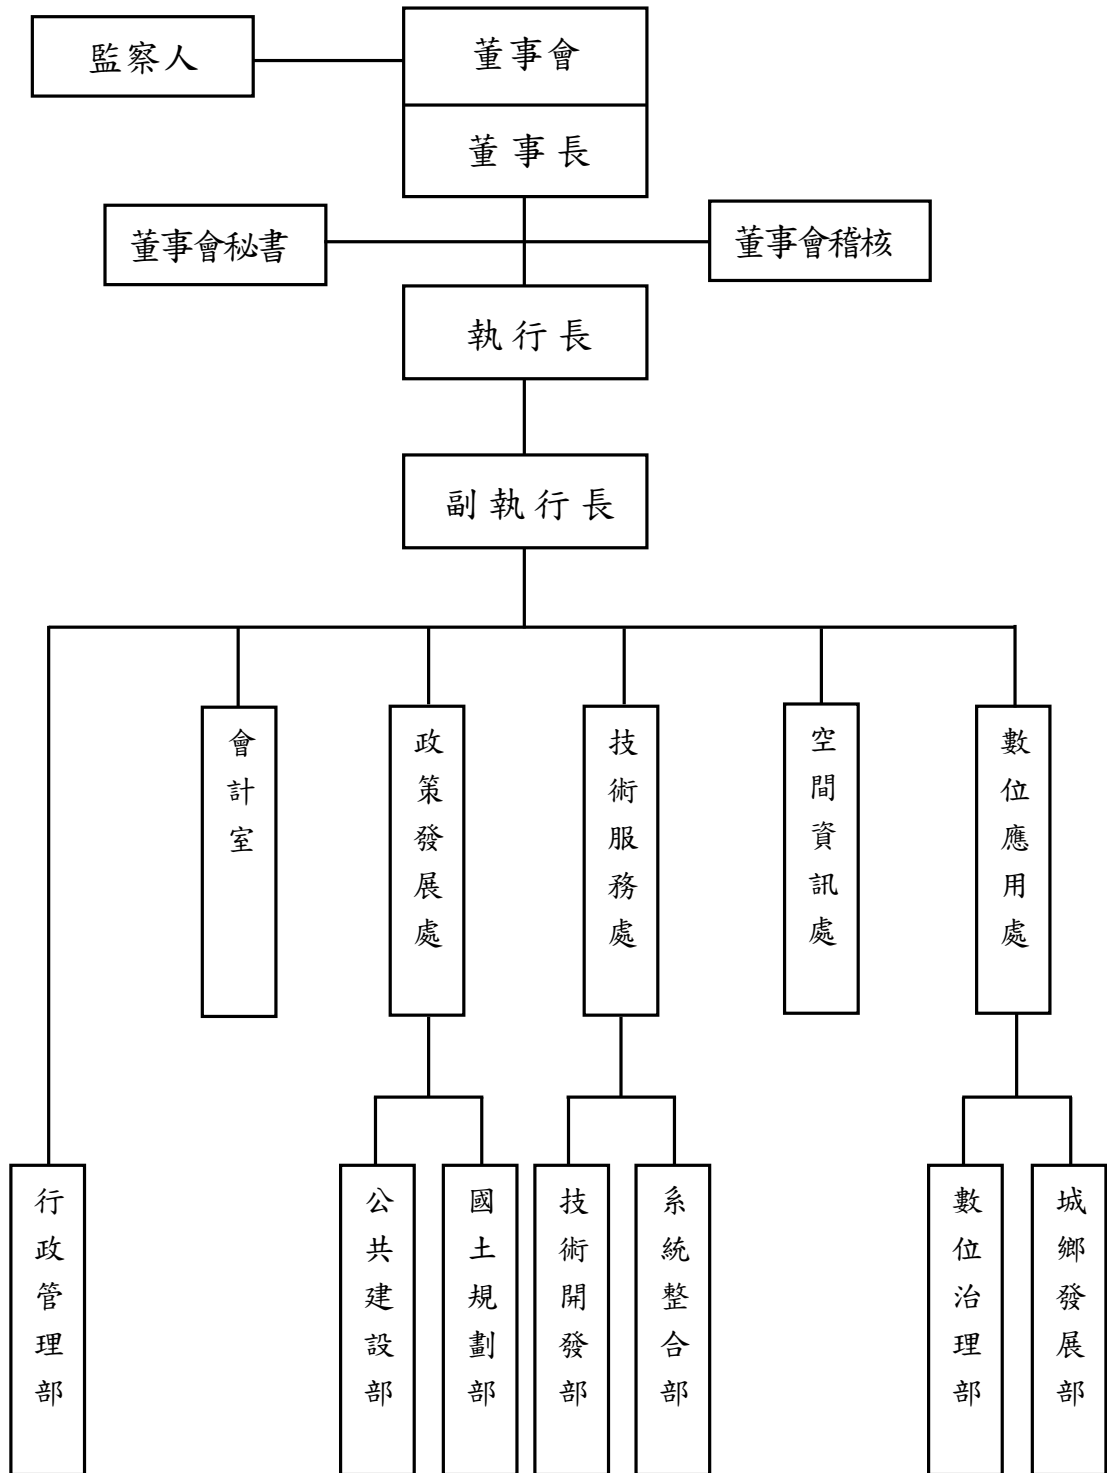 監察人
董事會
董事長
董事會秘書
董事會稽核
執行長
副執行長
會計室
政策發展處
技術服務處
空間資訊處
數位應用處
行政管理部
公共建設部
國土規劃部
技術開發部
系統整合部
數位治理部
城鄉發展部